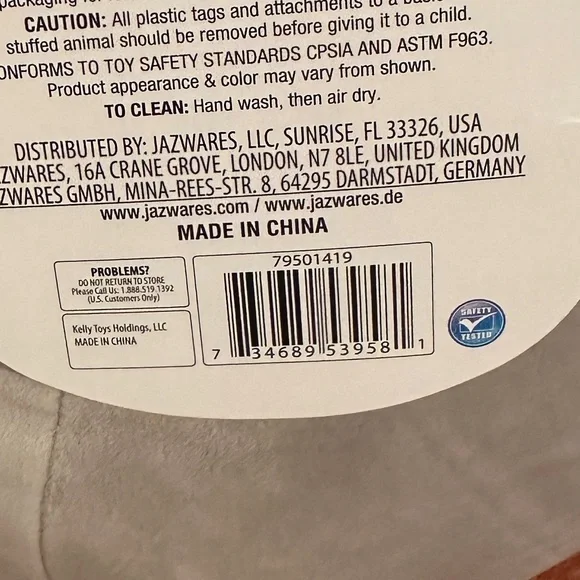 packaging for
CAUTION: All plastic tags and attachments to a
stuffed animal should be removed before giving it to a child.
ONFORMS TO TOY SAFETY STANDARDS CPSIA AND ASTM F963.
Product appearance & color may vary from shown.
TO CLEAN: Hand wash, then air dry.
DISTRIBUTED BY: JAZWARES, LLC, SUNRISE, FL 33326, USA
ZWARES, 16A CRANE GROVE, LONDON, N7 8LE, UNITED KINGDOM
ZWARES GMBH, MINA-REES-STR. 8, 64295 DARMSTADT, GERMANY
www.jazwares.com / www.jazwares.de
MADE IN CHINA
PROBLEMS?
DO NOT RETURN TO STORE
Please Call Us: 1.888.519.1392
(U.S. Customers Only)
Kelly Toys Holdings, LLC
MADE IN CHINA
79501419
7 34689 53958 1
SAFETY
TESTED